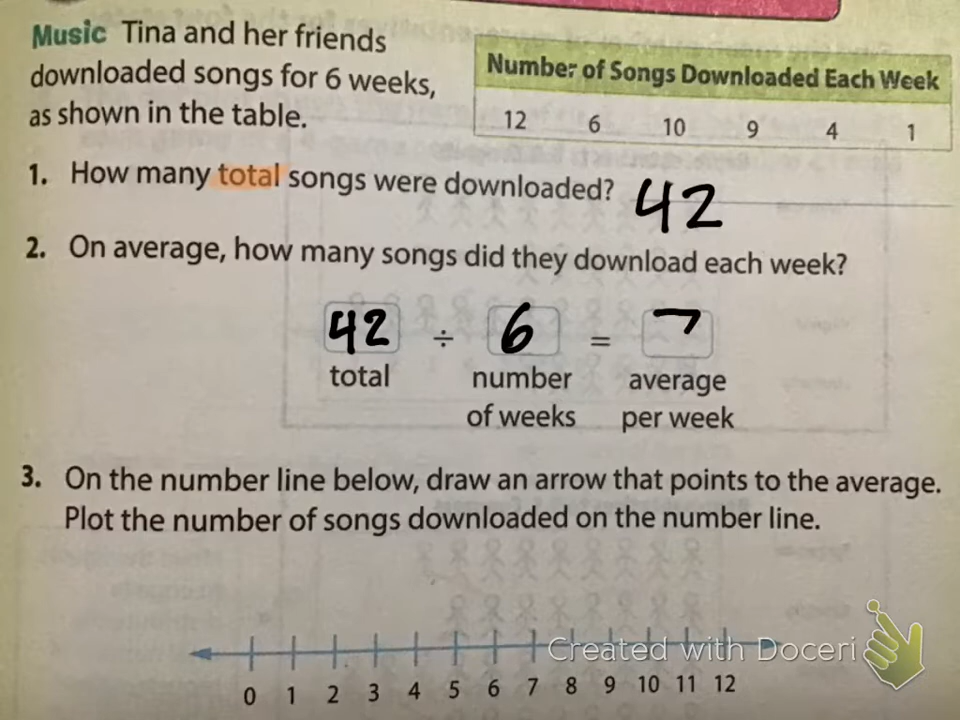 Music Tina and her friends
downloaded songs for 6 weeks,
as shown in the table.
Number of Songs Downloaded Each Week
12 6 10 9 4 1
1. How many total songs were downloaded? 42
2. On average, how many songs did they download each week?
42 ÷ 6 = 7
total number average
of weeks per week
3. On the number line below, draw an arrow that points to the average.
Plot the number of songs downloaded on the number line.
Created with Doceri
0 1 2 3 4 5 6 7 8 9 10 11 12